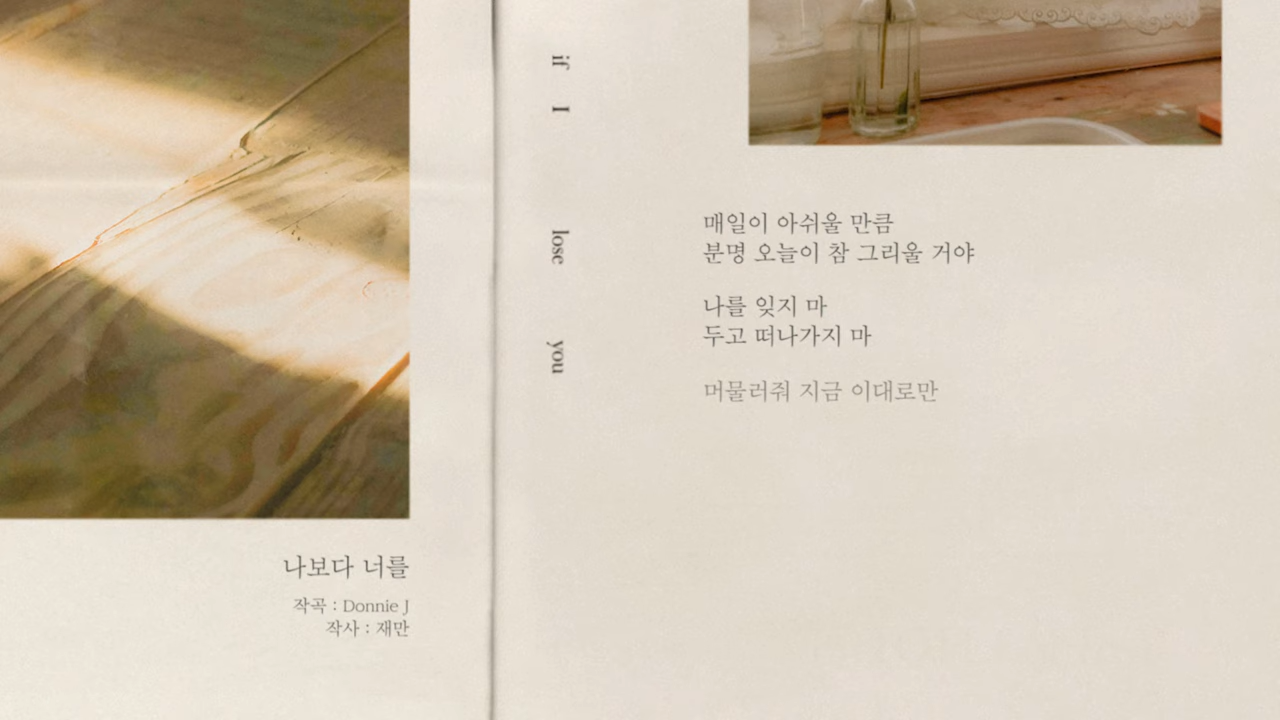 나보다 너를
작곡 : Donnie J
작사 : 재만
if I lose you
매일이 아쉬울 만큼
분명 오늘이 참 그리울 거야
나를 잊지 마
두고 떠나가지 마
머물러줘 지금 이대로만